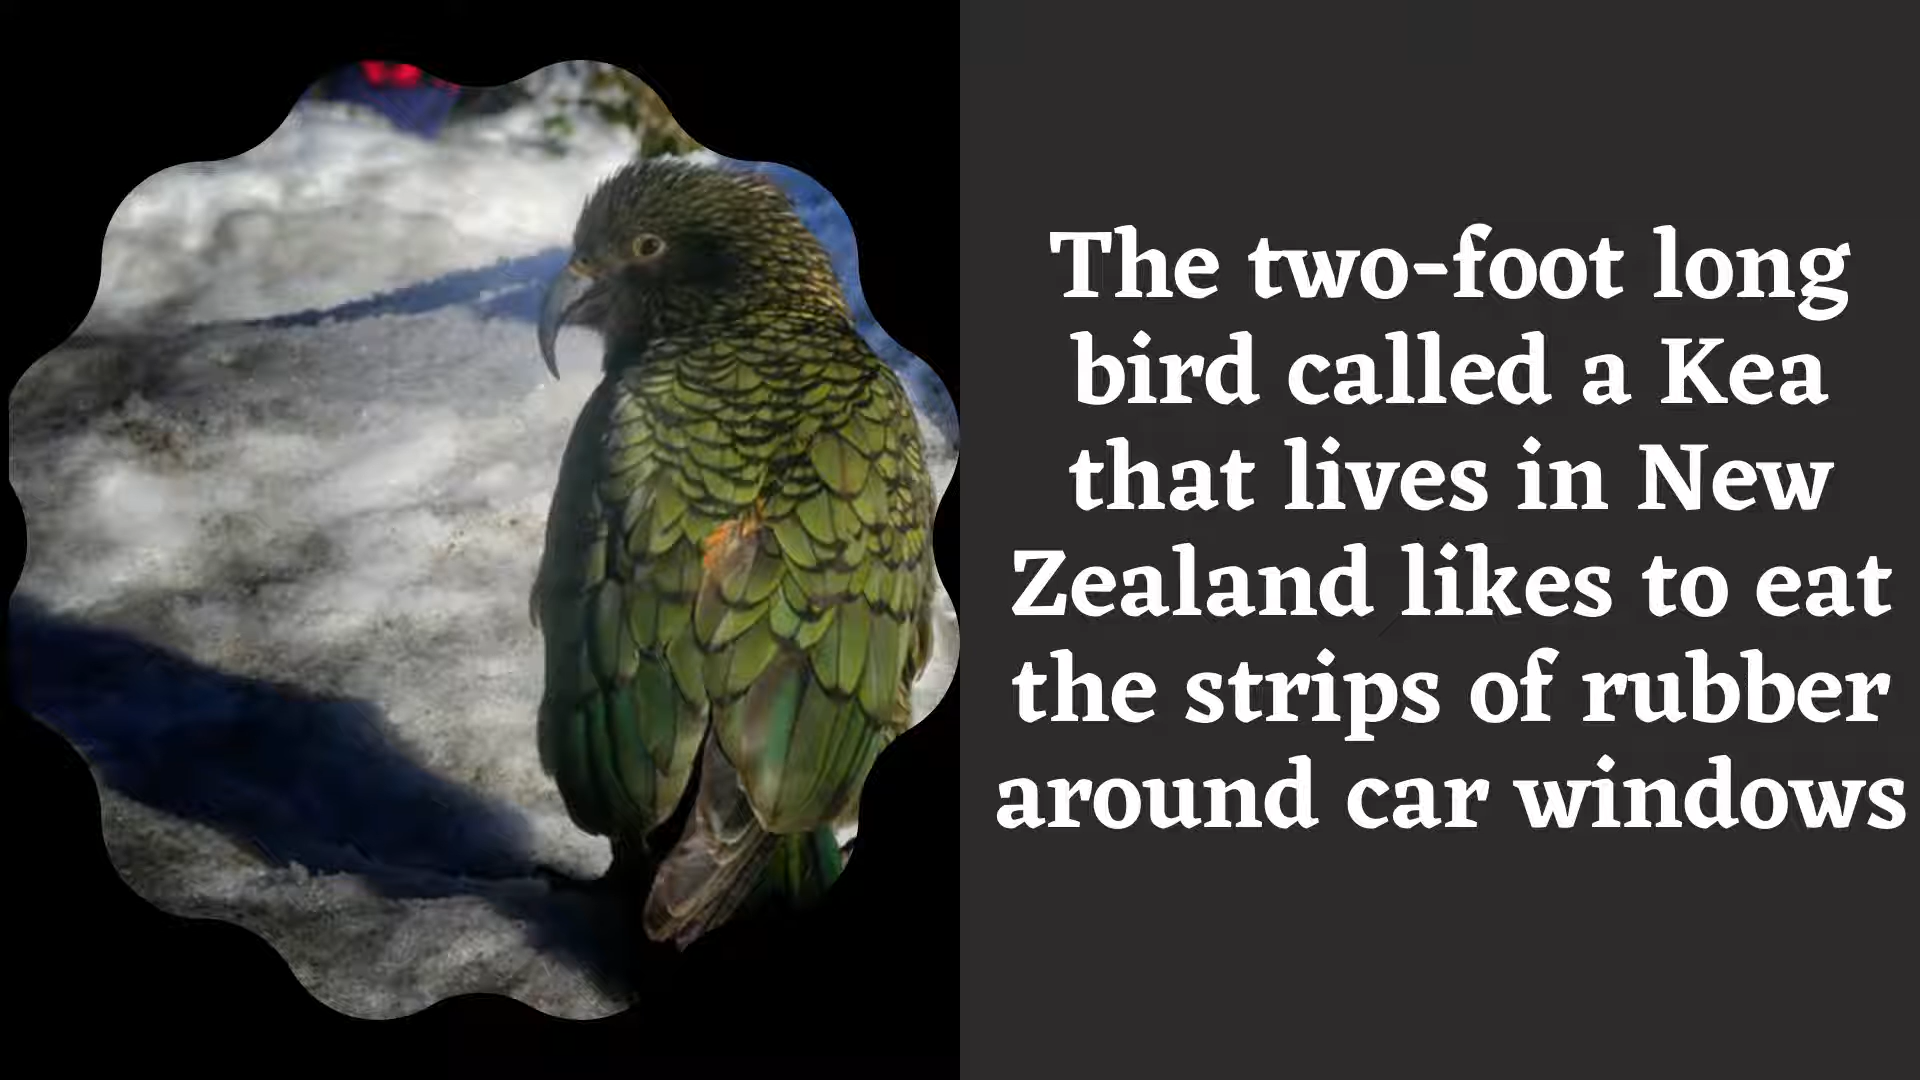 The two-foot long
bird called a Kea
that lives in New
Zealand likes to eat
the strips of rubber
around car windows